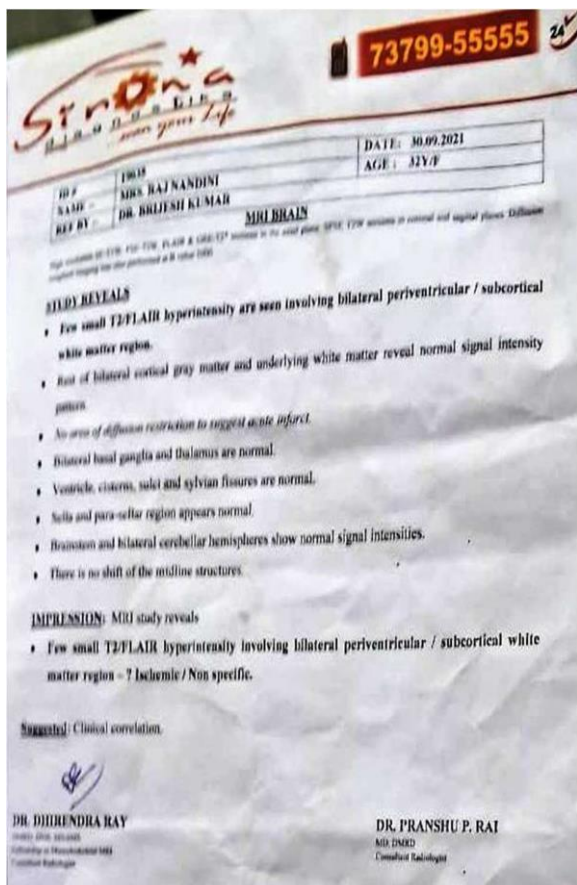 73799-55555
24
Sirona
diagnostics
DATE: 30.09.2021
ID #
AGE : 32Y/F
NAME – MRS. RAJ NANDINI
REF BY – DR. BRIJESH KUMAR
MRI BRAIN
STUDY REVEALS
• Few small T2/FLAIR hyperintensity are seen involving bilateral periventricular / subcortical
white matter region.
• Rest of bilateral cortical gray matter and underlying white matter reveal normal signal intensity
pattern.
• No area of diffusion restriction to suggest acute infarct.
• Bilateral basal ganglia and thalamus are normal.
• Ventricle, cisterns, sulci and sylvian fissures are normal.
• Sella and para-sellar region appears normal.
• Brainstem and bilateral cerebellar hemispheres show normal signal intensities.
• There is no shift of the midline structures.
IMPRESSION: MRI study reveals
• Few small T2/FLAIR hyperintensity involving bilateral periventricular / subcortical white
matter region – ? Ischemic / Non specific.
Suggested: Clinical correlation.
DR. DHIRENDRA RAY
Consultant Radiologist
DR. PRANSHU P. RAI
MD, DMRD
Consultant Radiologist